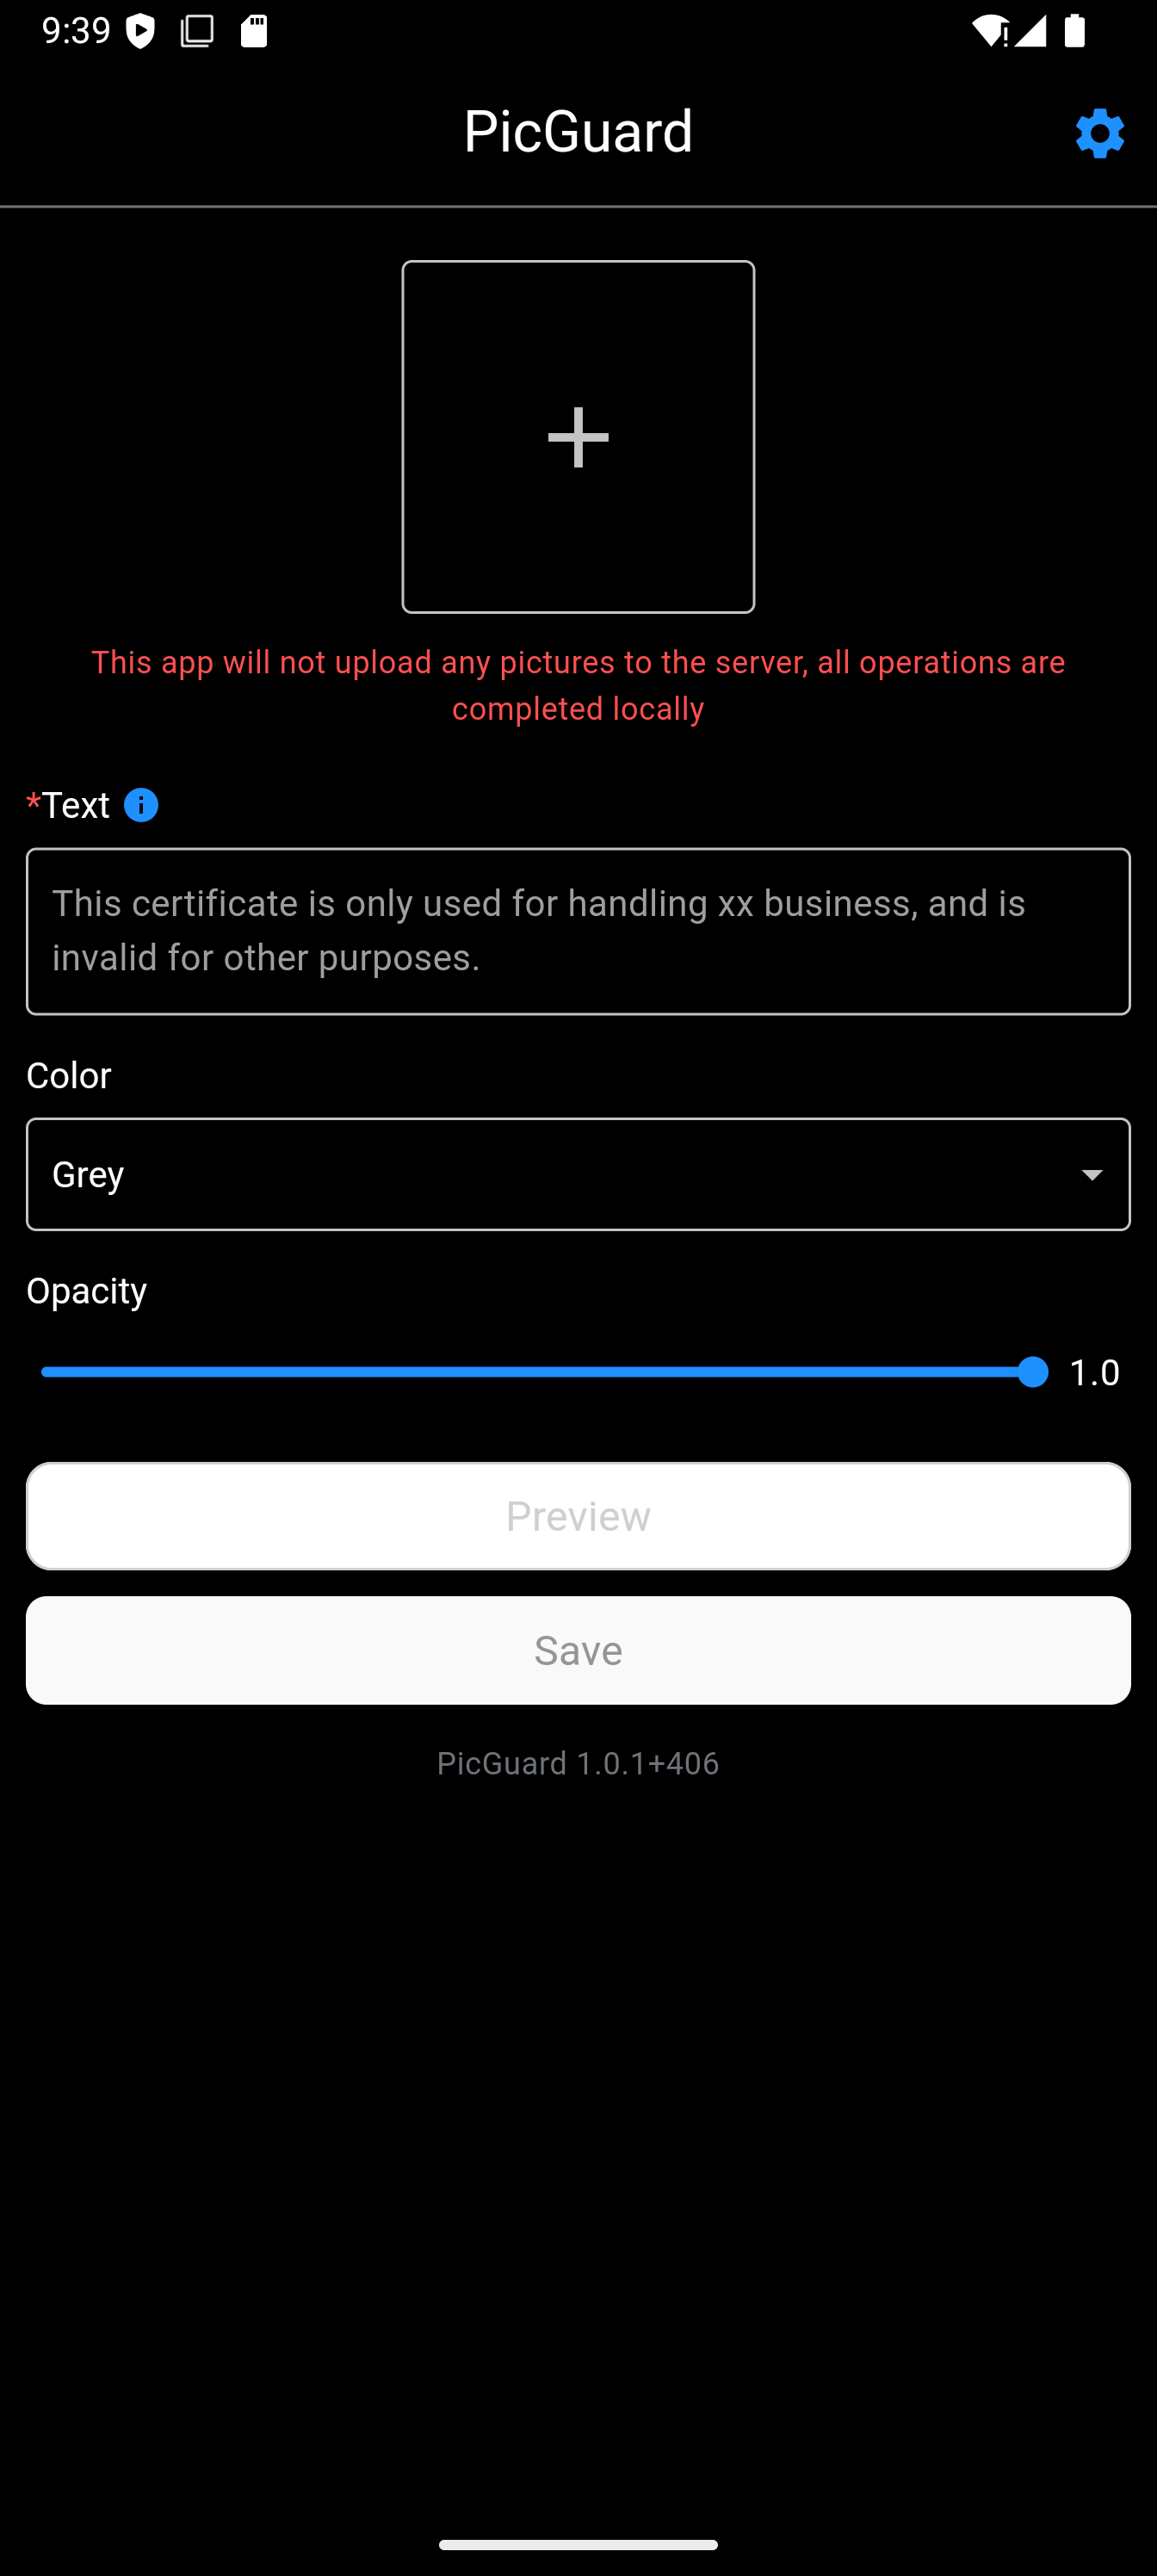 9:39
PicGuard
This app will not upload any pictures to the server, all operations are
completed locally
*Text
This certificate is only used for handling xx business, and is
invalid for other purposes.
Color
Grey
Opacity
1.0
Preview
Save
PicGuard 1.0.1+406